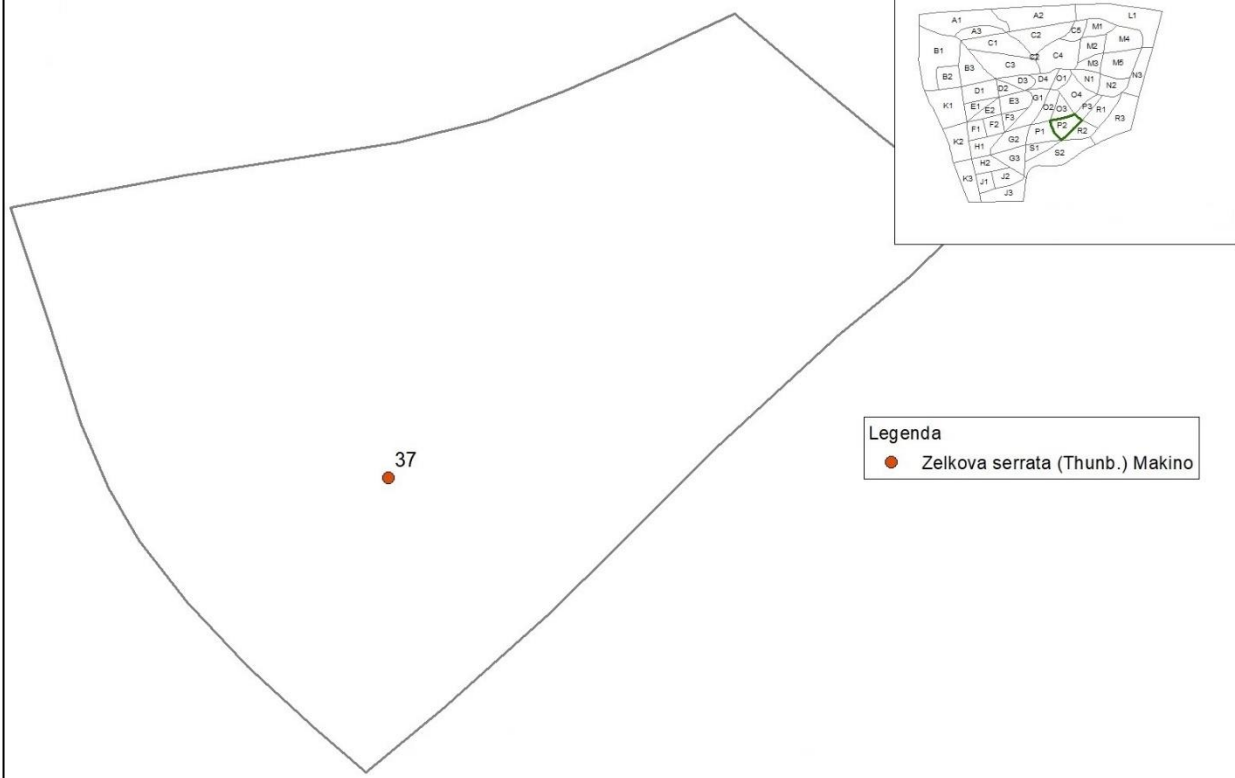 A1
A2
L1
A3
C2
C5
M1
C1
M4
B1
C4
M2
C2
B3
C3
M3
M5
B2
D3
D4
O1
N1
N3
D1
D2
O4
N2
K1
E1
E2
E3
G1
O2
O3
P3
R1
F3
R3
F1
F2
P1
P2
R2
K2
H1
G2
S1
S2
H2
G3
K3
J1
J2
J3
37
Legenda
Zelkova serrata (Thunb.) Makino